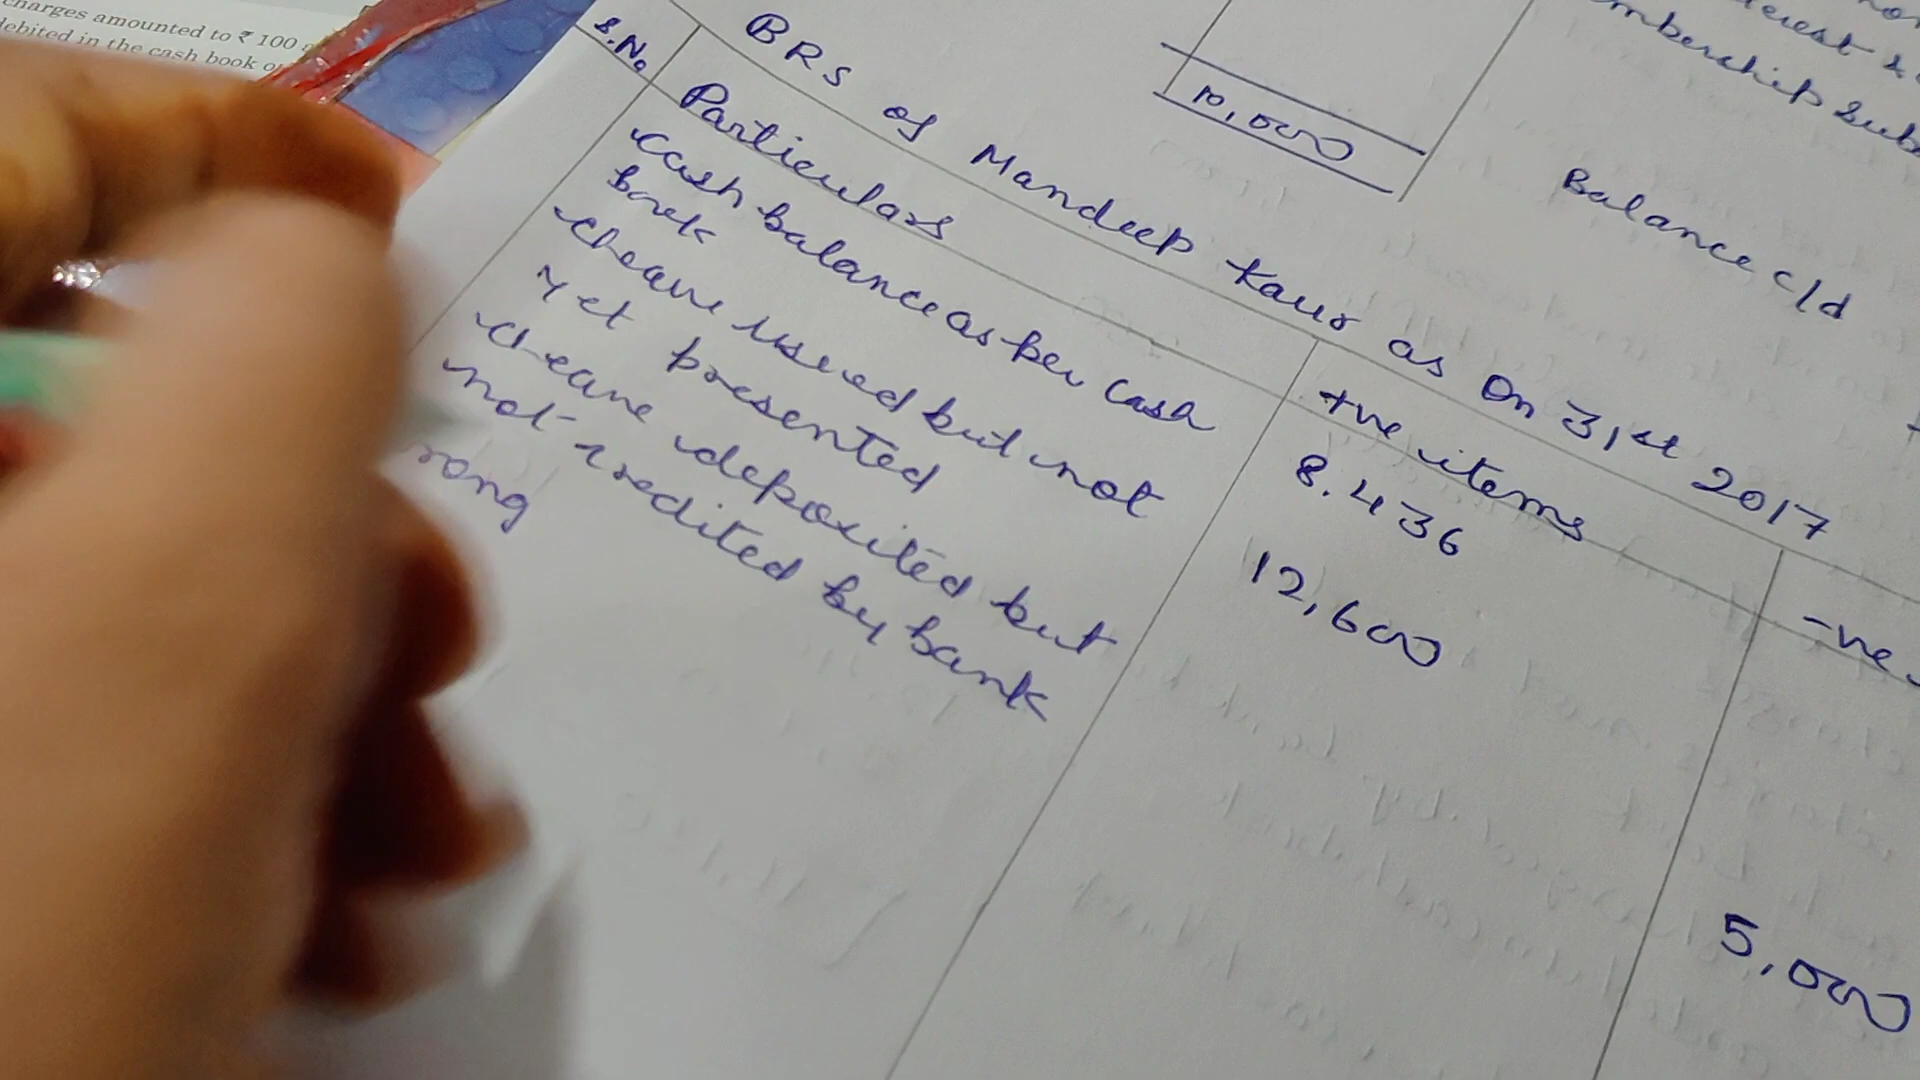 charges amounted to ₹ 100
debited in the cash book
10,000
Balance c/d
BRS of Mandeep Kaur as on 31st 2017
S.No Particulars +ve items -ve
Cash balance as per Cash 8.436
book
Cheque issued but not 12,600
yet presented
Cheque deposited but 5,000
not credited by bank
rong